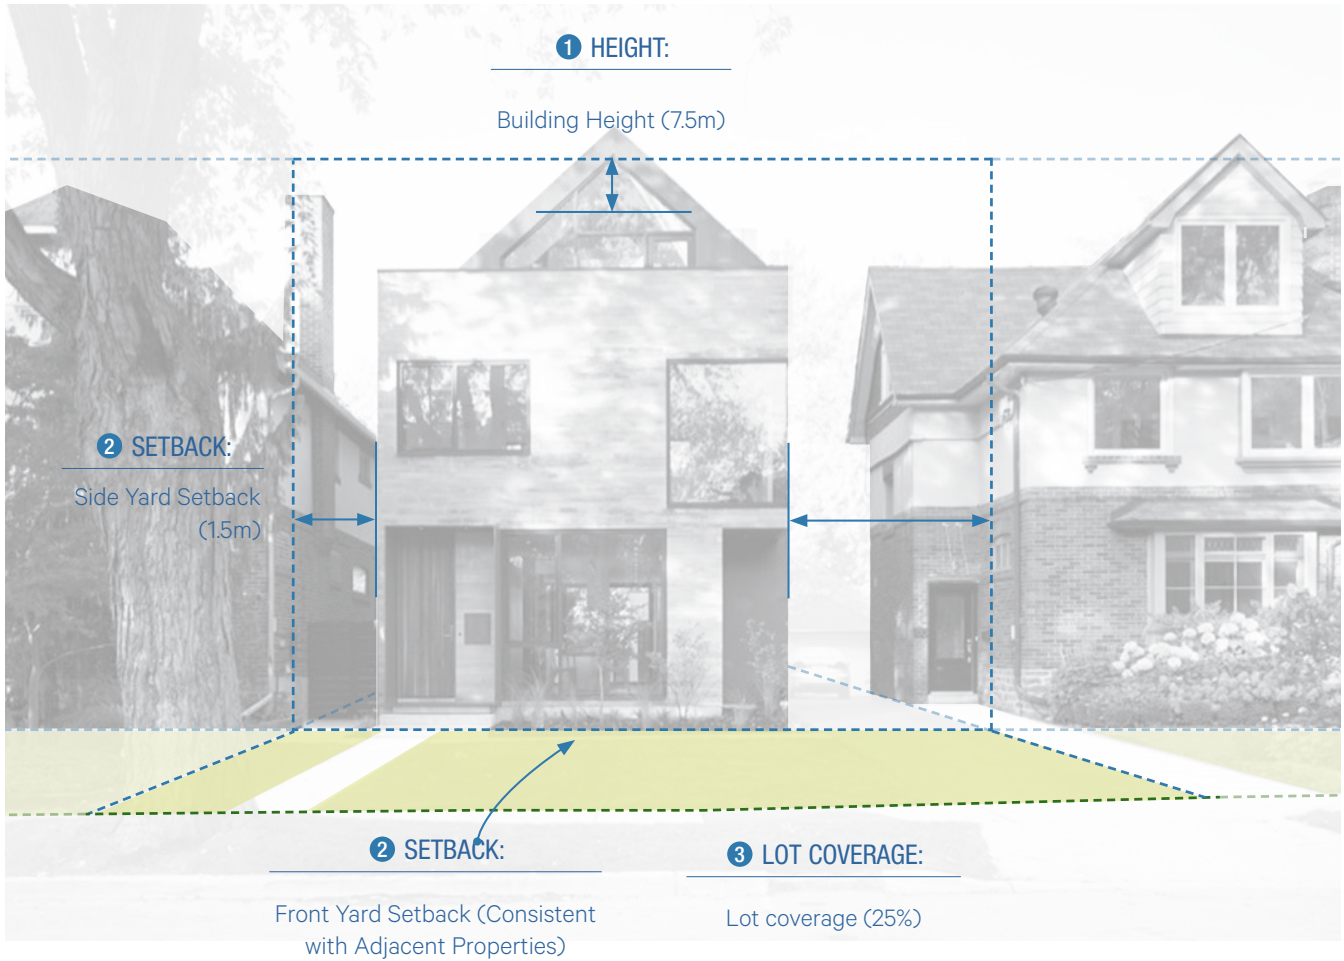 1 HEIGHT:
Building Height (7.5m)
2 SETBACK:
Side Yard Setback
(1.5m)
2 SETBACK:
Front Yard Setback (Consistent
with Adjacent Properties)
3 LOT COVERAGE:
Lot coverage (25%)